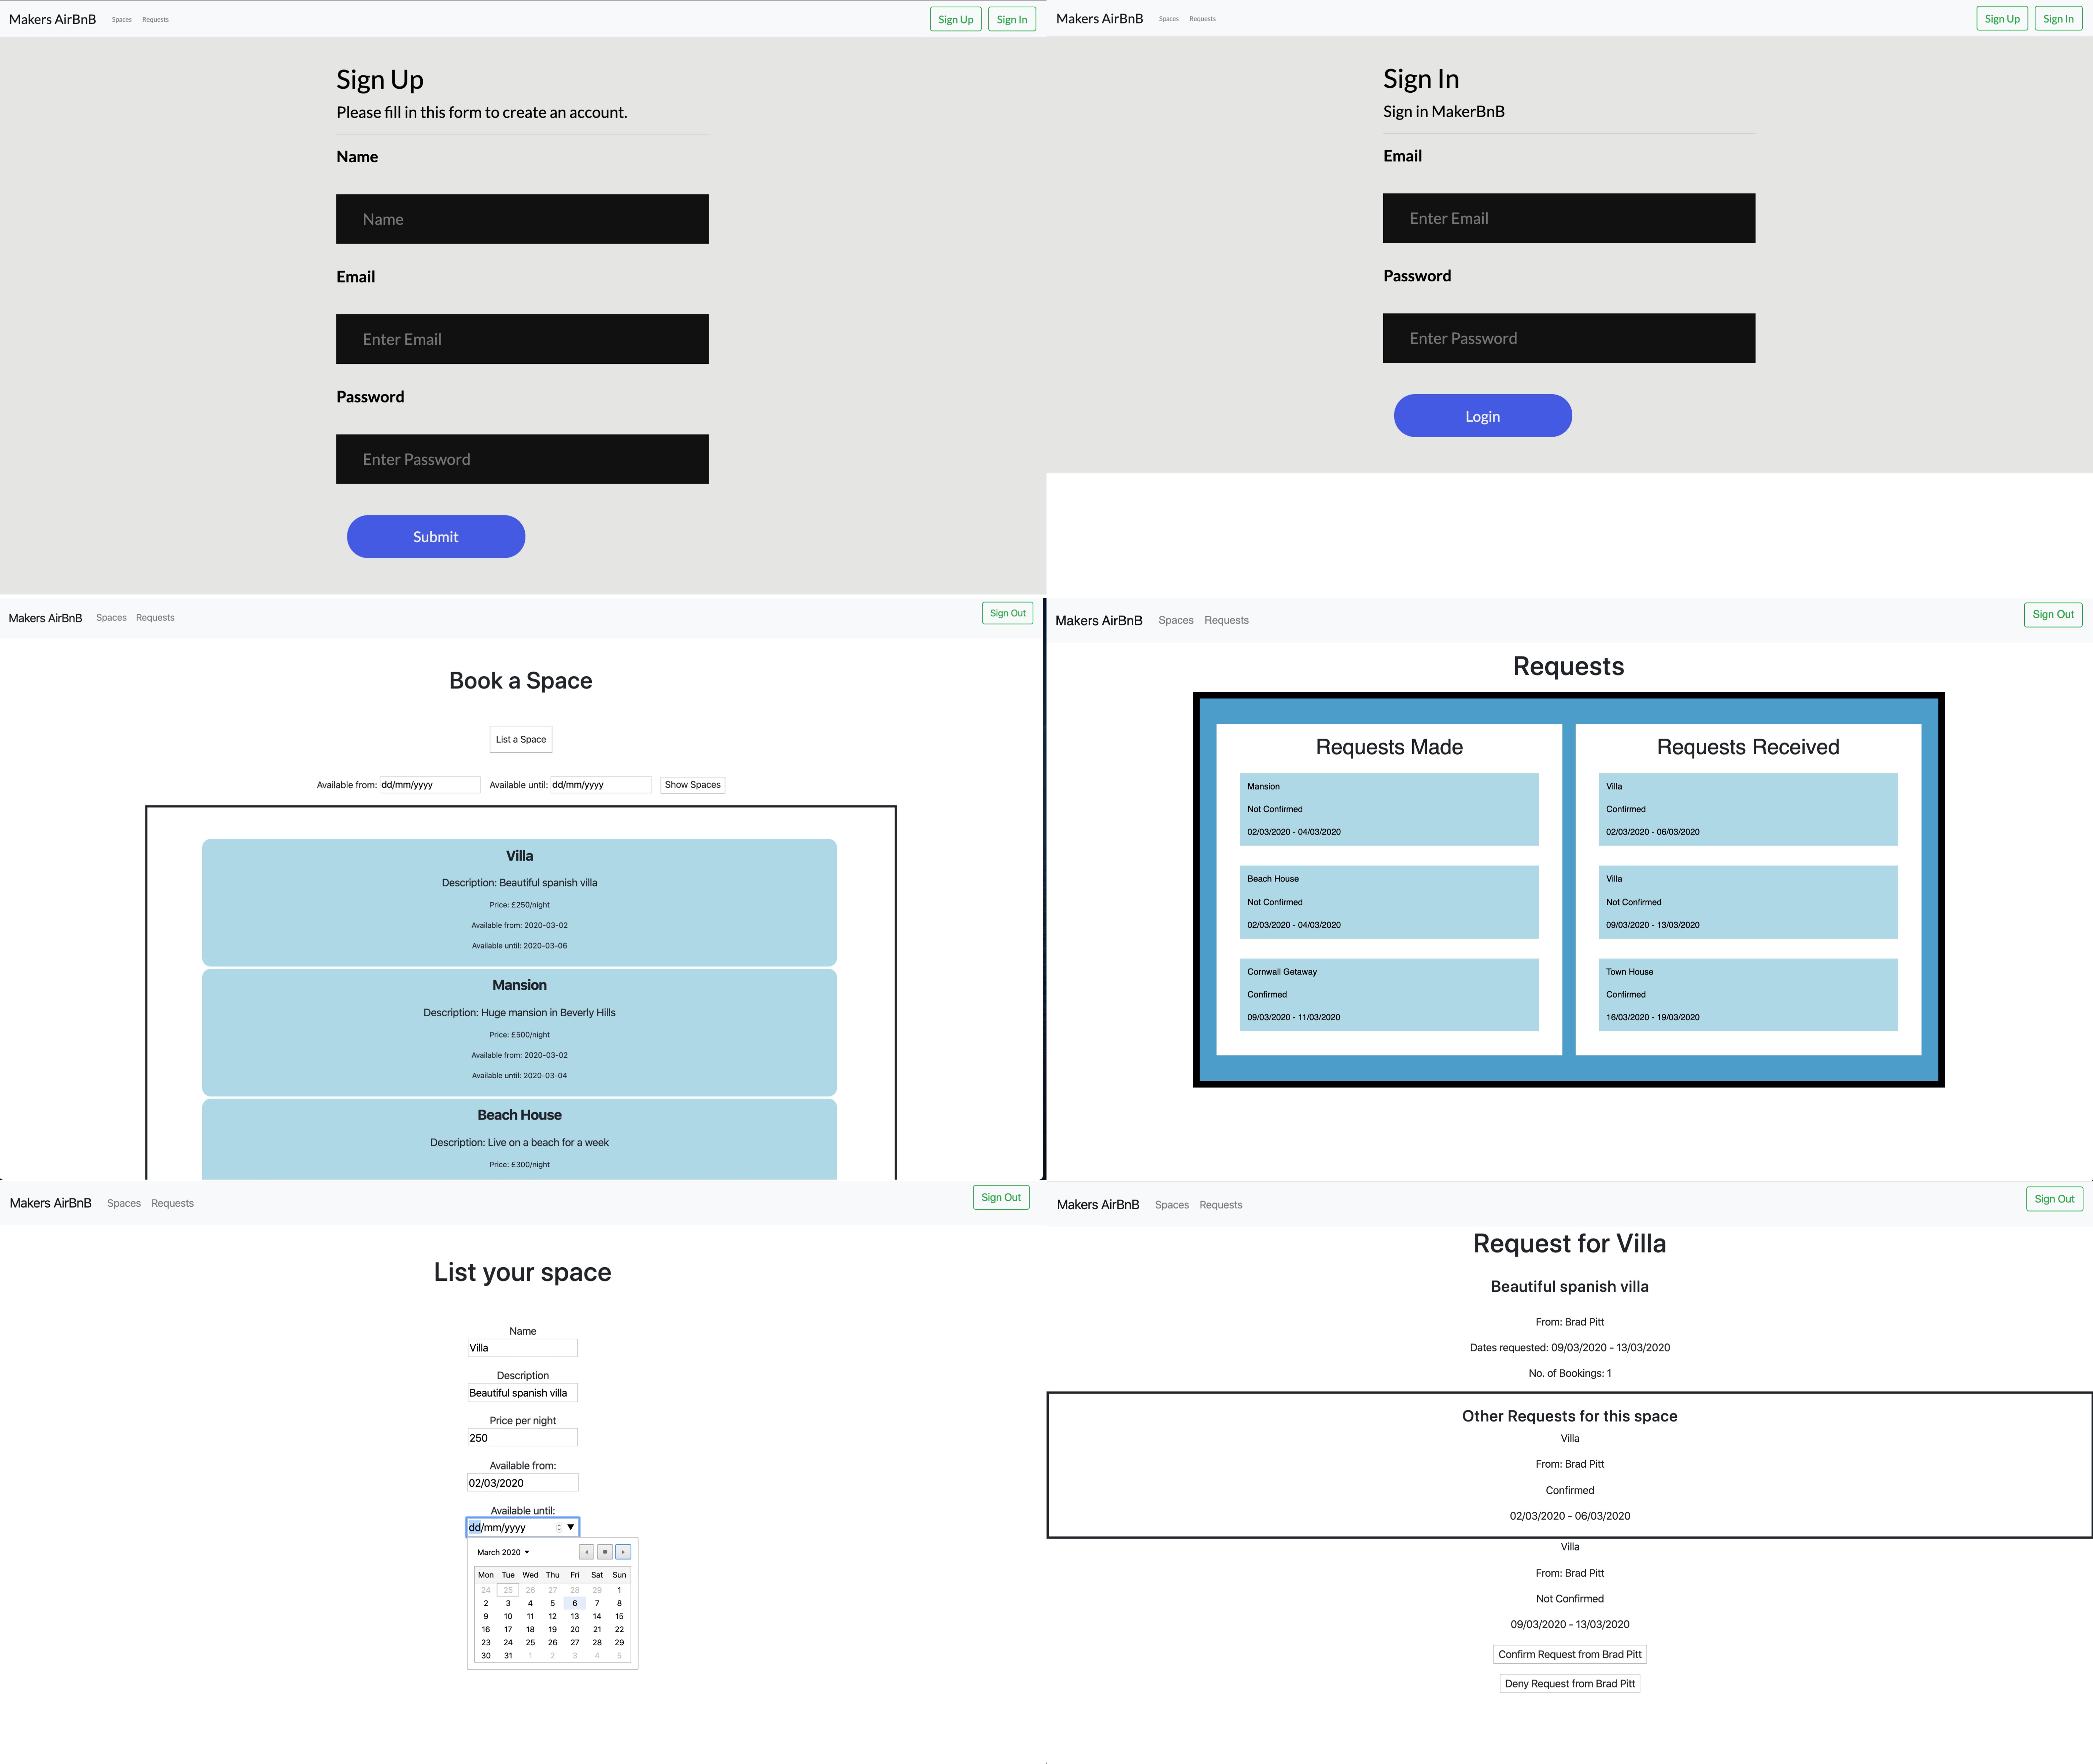 Makers AirBnB Spaces Requests Sign Up Sign In
Sign Up
Please fill in this form to create an account.
Name
Name
Email
Enter Email
Password
Enter Password
Submit
Makers AirBnB Spaces Requests Sign Up Sign In
Sign In
Sign in MakerBnB
Email
Enter Email
Password
Enter Password
Login
Makers AirBnB Spaces Requests Sign Out
Book a Space
List a Space
Available from: dd/mm/yyyy Available until: dd/mm/yyyy Show Spaces
Villa
Description: Beautiful spanish villa
Price: £250/night
Available from: 2020-03-02
Available until: 2020-03-06
Mansion
Description: Huge mansion in Beverly Hills
Price: £500/night
Available from: 2020-03-02
Available until: 2020-03-04
Beach House
Description: Live on a beach for a week
Price: £300/night
Makers AirBnB Spaces Requests Sign Out
Requests
Requests Made
Mansion
Not Confirmed
02/03/2020 - 04/03/2020
Beach House
Not Confirmed
02/03/2020 - 04/03/2020
Cornwall Getaway
Confirmed
09/03/2020 - 11/03/2020
Requests Received
Villa
Confirmed
02/03/2020 - 06/03/2020
Villa
Not Confirmed
09/03/2020 - 13/03/2020
Town House
Confirmed
16/03/2020 - 19/03/2020
Makers AirBnB Spaces Requests Sign Out
List your space
Name
Villa
Description
Beautiful spanish villa
Price per night
250
Available from:
02/03/2020
Available until:
dd/mm/yyyy
March 2020
Mon Tue Wed Thu Fri Sat Sun
24 25 26 27 28 29 1
2 3 4 5 6 7 8
9 10 11 12 13 14 15
16 17 18 19 20 21 22
23 24 25 26 27 28 29
30 31 1 2 3 4 5
Makers AirBnB Spaces Requests Sign Out
Request for Villa
Beautiful spanish villa
From: Brad Pitt
Dates requested: 09/03/2020 - 13/03/2020
No. of Bookings: 1
Other Requests for this space
Villa
From: Brad Pitt
Confirmed
02/03/2020 - 06/03/2020
Villa
From: Brad Pitt
Not Confirmed
09/03/2020 - 13/03/2020
Confirm Request from Brad Pitt
Deny Request from Brad Pitt